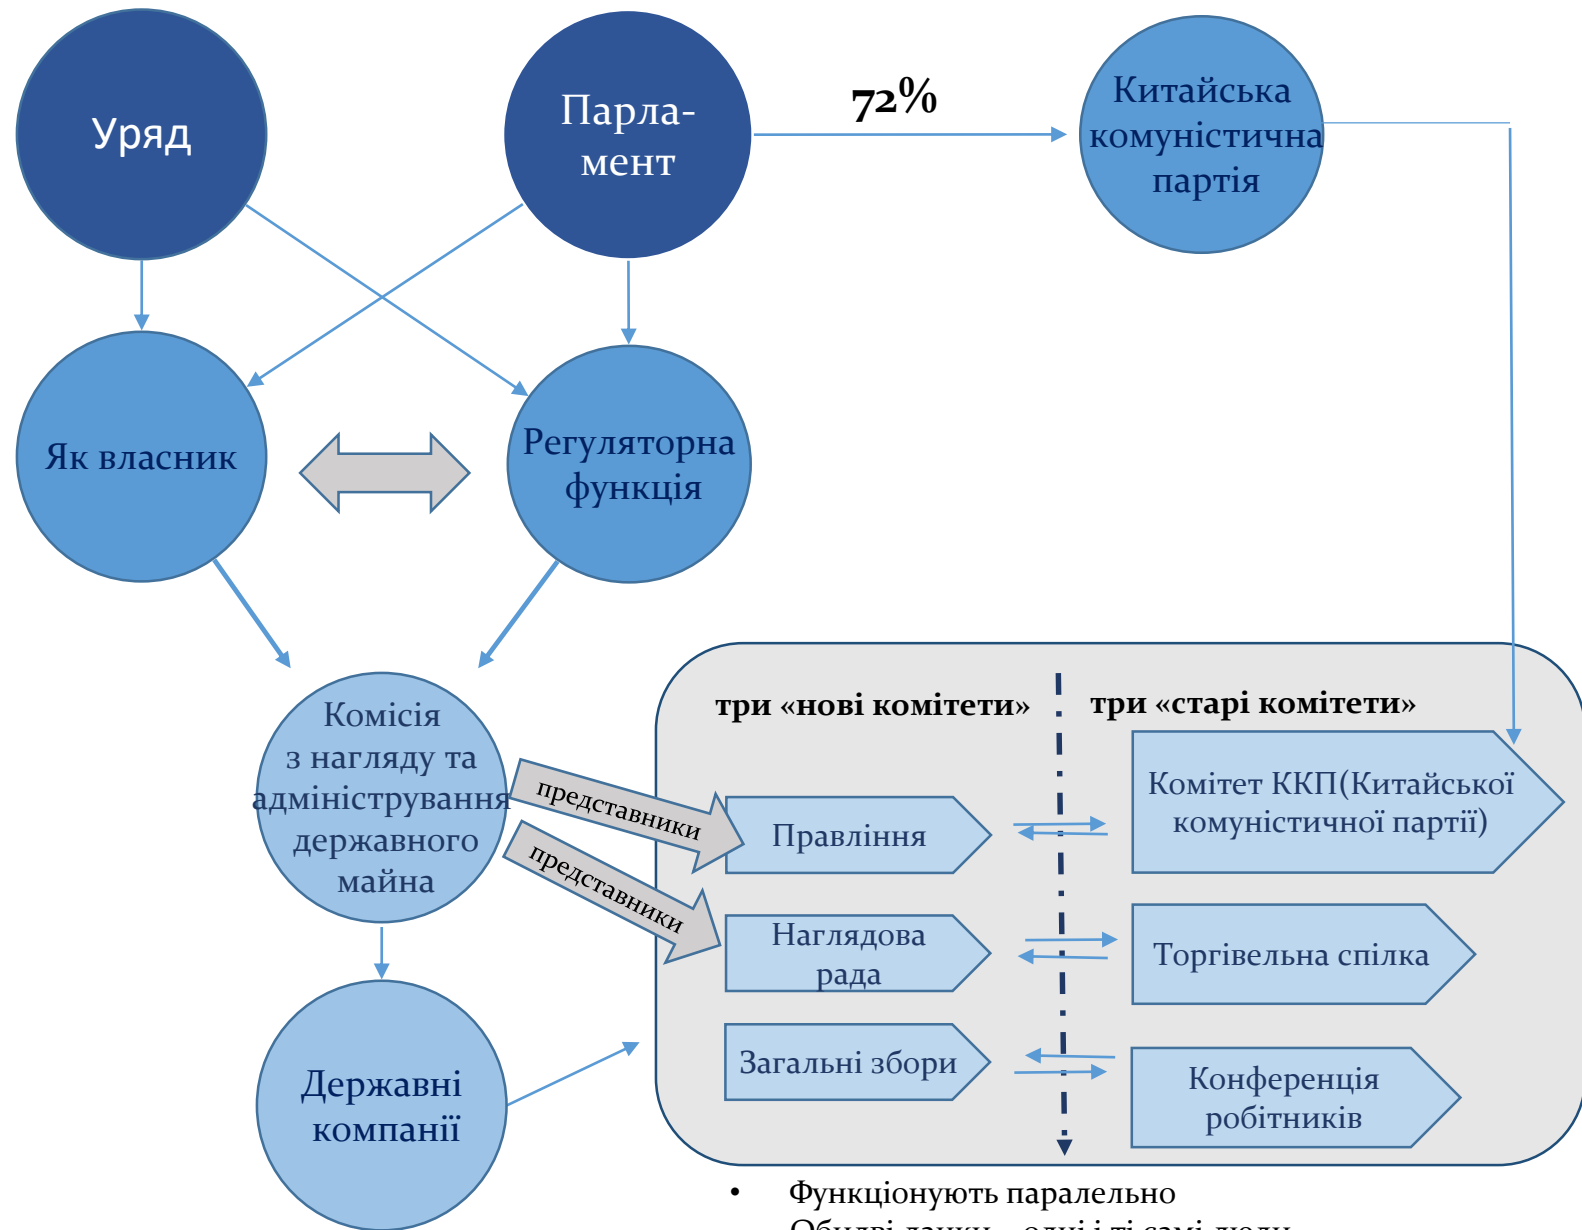 Уряд
Парла-
мент
72%
Китайська
комуністична
партія
Як власник
Регуляторна
функція
три «нові комітети»
три «старі комітети»
Комісія
з нагляду та
адміністрування
державного
майна
представники
представники
Правління
Комітет ККП(Китайської
комуністичної партії)
Наглядова
рада
Торгівельна спілка
Загальні збори
Конференція
робітників
Державні
компанії
• Функціонують паралельно